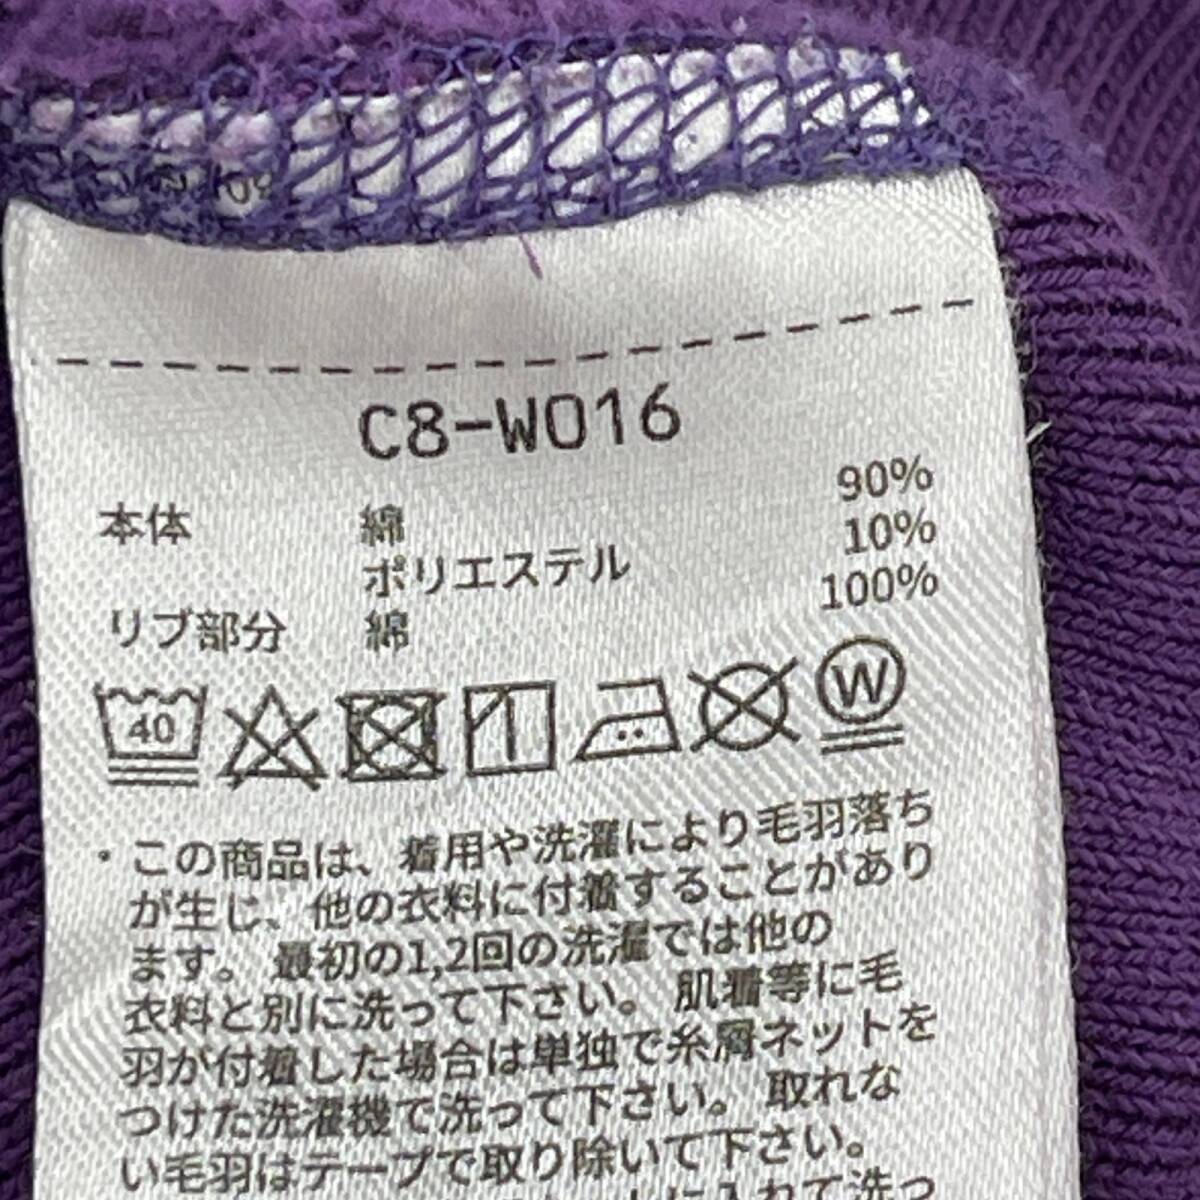 C8-W016
本体 綿 90%
ポリエステル 10%
リブ部分 綿 100%
40 W
・この商品は、着用や洗濯により毛羽落ち
が生じ、他の衣料に付着することがあり
ます。最初の1,2回の洗濯では他の
衣料と別に洗って下さい。肌着等に毛
羽が付着した場合は単独で糸屑ネットを
つけた洗濯機で洗って下さい。取れな
い毛羽はテープで取り除いて下さい。
に入れて洗っ